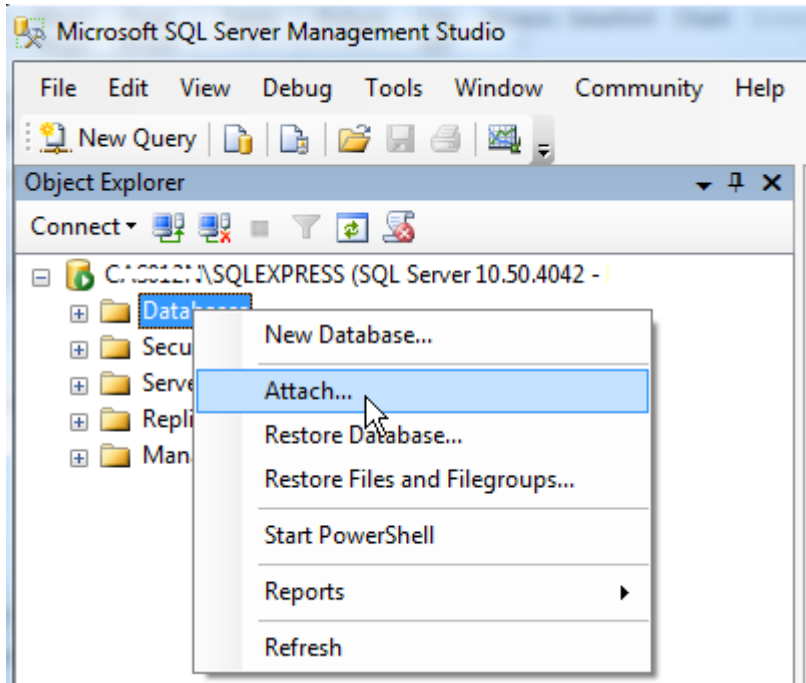 Microsoft SQL Server Management Studio
File Edit View Debug Tools Window Community Help
New Query
Object Explorer
Connect
\SQLEXPRESS (SQL Server 10.50.4042 -
New Database...
Secu
Attach...
Serve
Restore Database...
Repli
Restore Files and Filegroups...
Man
Start PowerShell
Reports
Refresh